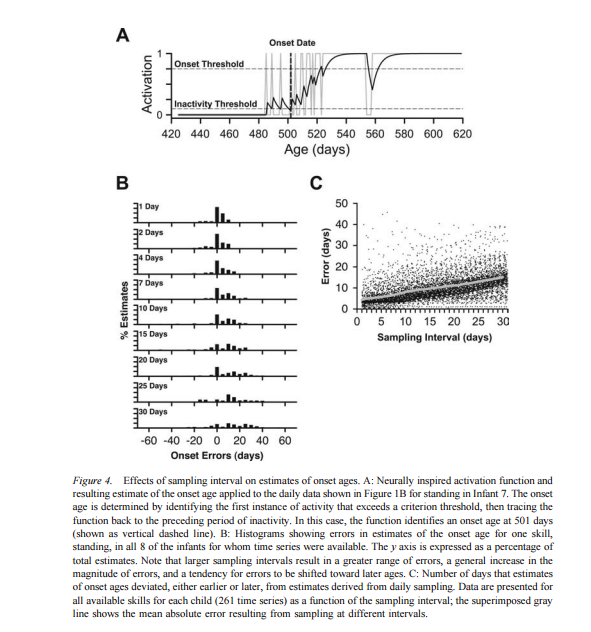 A
Onset Date
1
Onset Threshold
Activation
Inactivity Threshold
0
420 440 460 480 500 520 540 560 580 600 620
Age (days)
B
1 Day
2 Days
4 Days
7 Days
10 Days
15 Days
20 Days
25 Days
30 Days
% Estimates
-60 -40 -20 0 20 40 60
Onset Errors (days)
C
50
40
30
20
10
0
Error (days)
0 5 10 15 20 25 30
Sampling Interval (days)
Figure 4. Effects of sampling interval on estimates of onset ages. A: Neurally inspired activation function and
resulting estimate of the onset age applied to the daily data shown in Figure 1B for standing in Infant 7. The onset
age is determined by identifying the first instance of activity that exceeds a criterion threshold, then tracing the
function back to the preceding period of inactivity. In this case, the function identifies an onset age at 501 days
(shown as vertical dashed line). B: Histograms showing errors in estimates of the onset age for one skill,
standing, in all 8 of the infants for whom time series were available. The y axis is expressed as a percentage of
total estimates. Note that larger sampling intervals result in a greater range of errors, a general increase in the
magnitude of errors, and a tendency for errors to be shifted toward later ages. C: Number of days that estimates
of onset ages deviated, either earlier or later, from estimates derived from daily sampling. Data are presented for
all available skills for each child (261 time series) as a function of the sampling interval; the superimposed gray
line shows the mean absolute error resulting from sampling at different intervals.